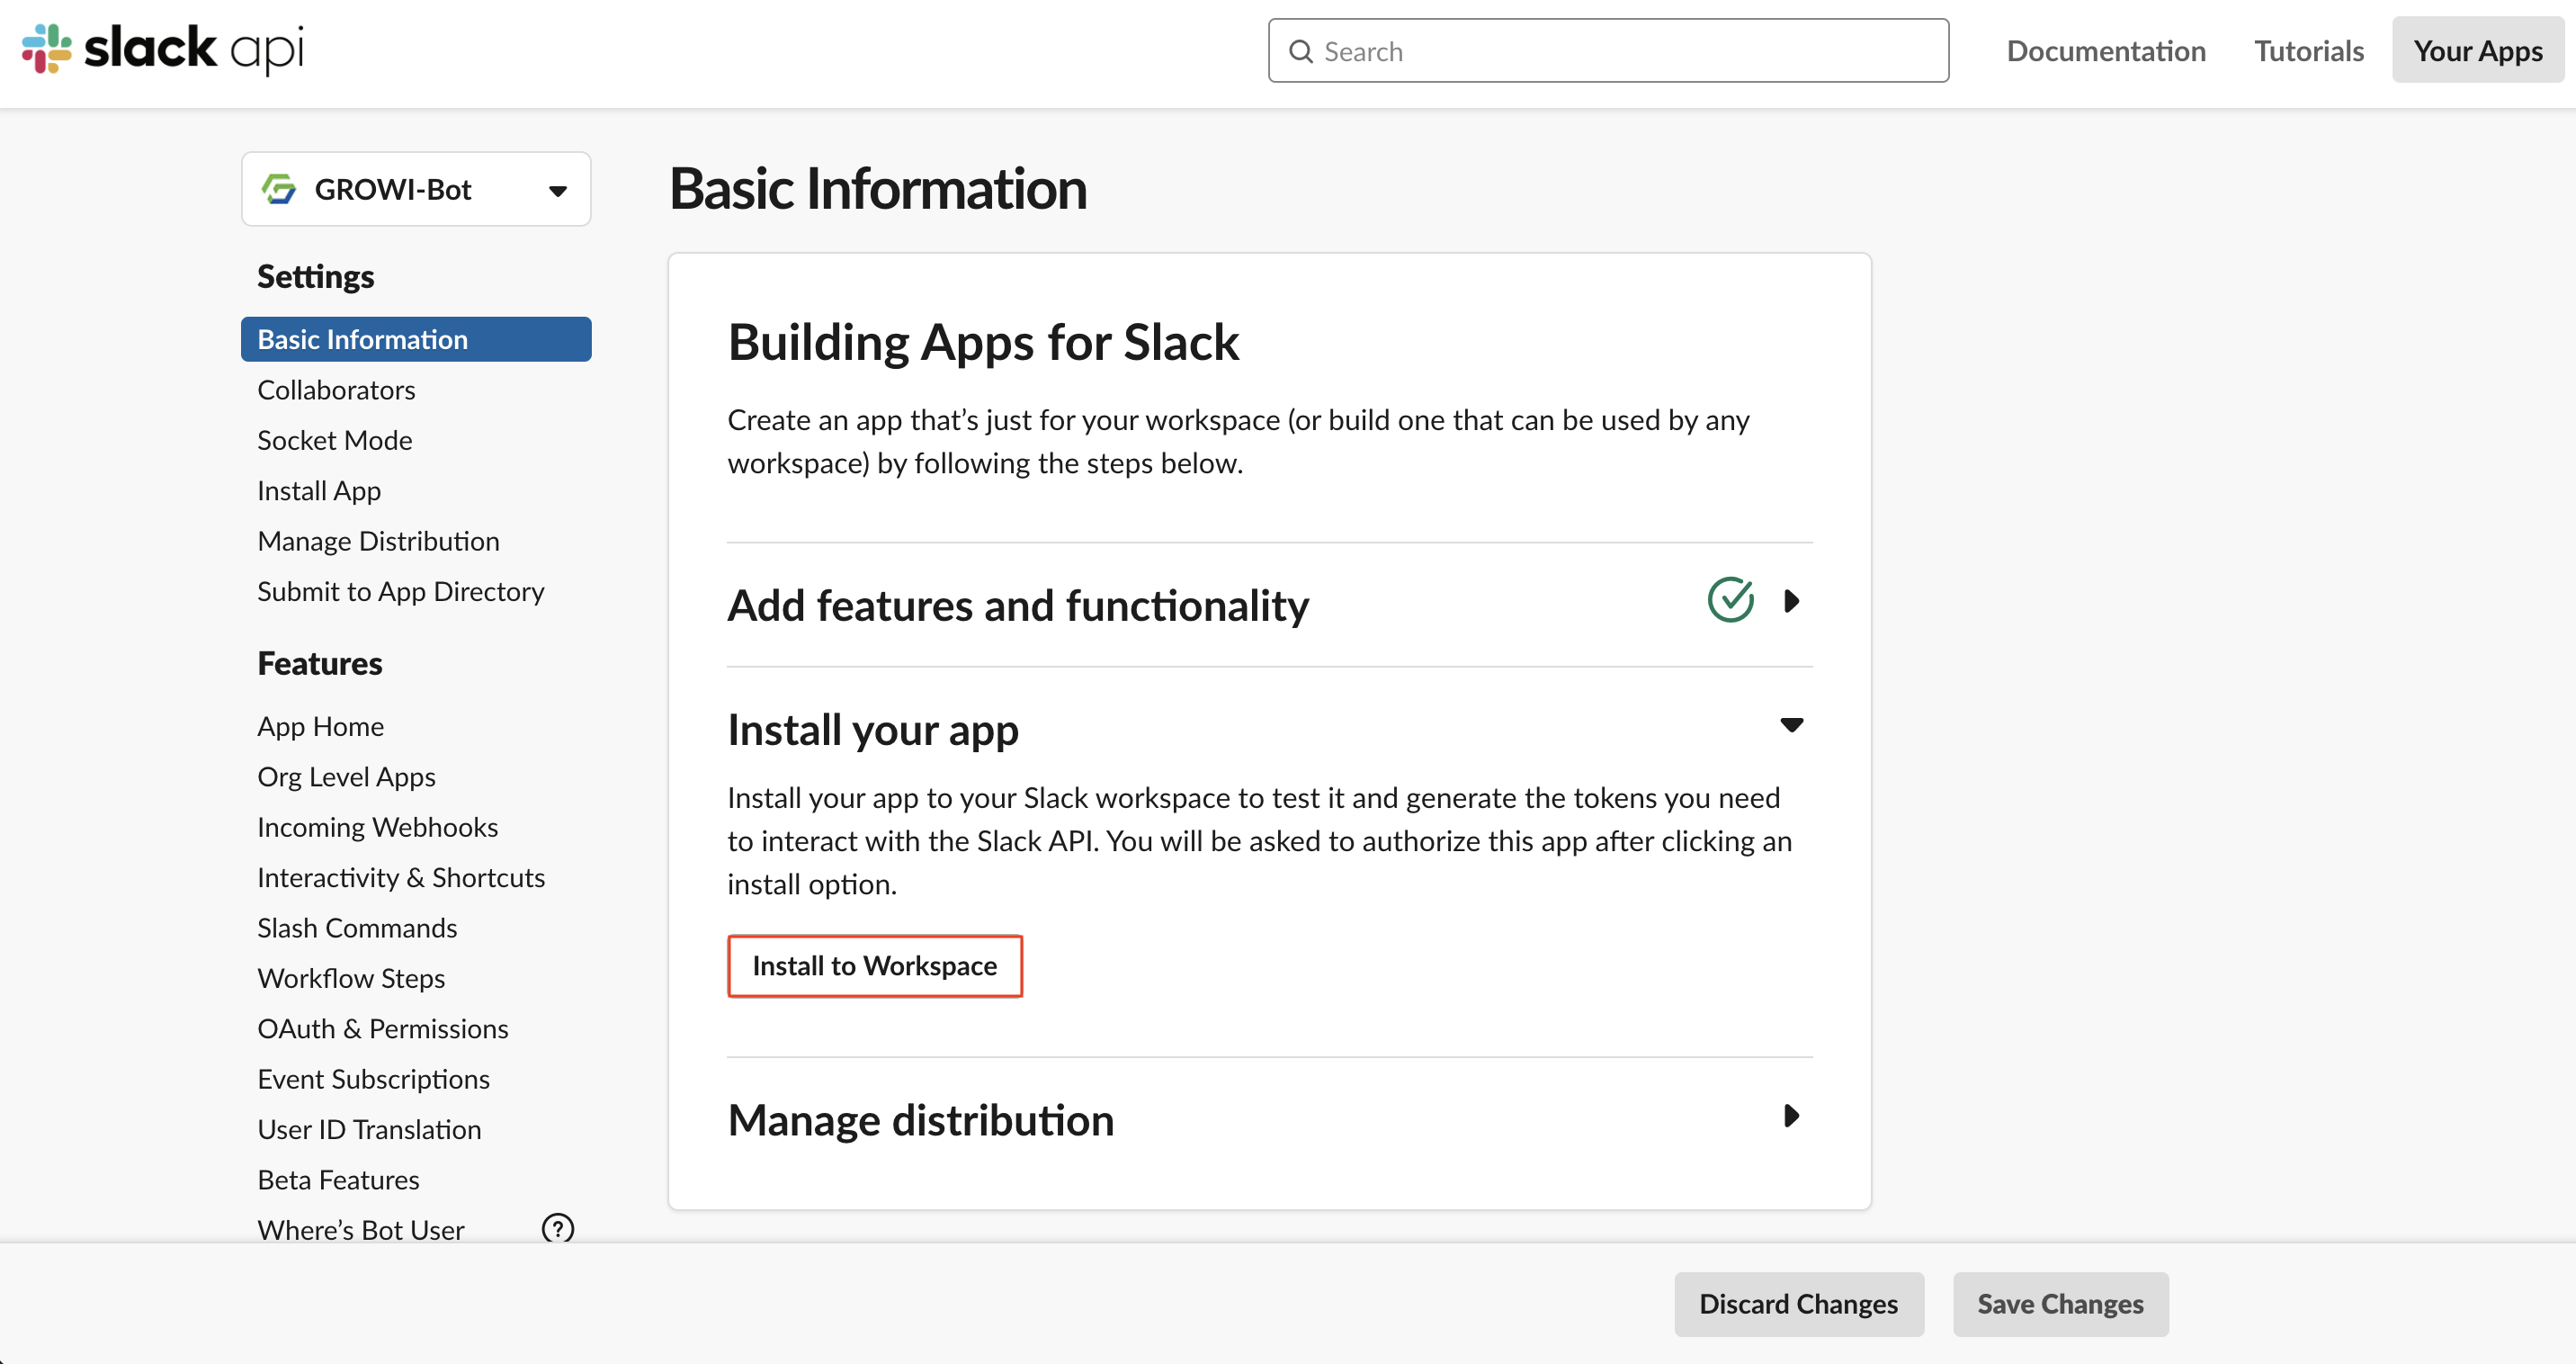 slack api
Search
Documentation
Tutorials
Your Apps
GROWI-Bot
Settings
Basic Information
Collaborators
Socket Mode
Install App
Manage Distribution
Submit to App Directory
Features
App Home
Org Level Apps
Incoming Webhooks
Interactivity & Shortcuts
Slash Commands
Workflow Steps
OAuth & Permissions
Event Subscriptions
User ID Translation
Beta Features
Where’s Bot User
?
Basic Information
Building Apps for Slack
Create an app that’s just for your workspace (or build one that can be used by any
workspace) by following the steps below.
Add features and functionality
Install your app
Install your app to your Slack workspace to test it and generate the tokens you need
to interact with the Slack API. You will be asked to authorize this app after clicking an
install option.
Install to Workspace
Manage distribution
Discard Changes
Save Changes